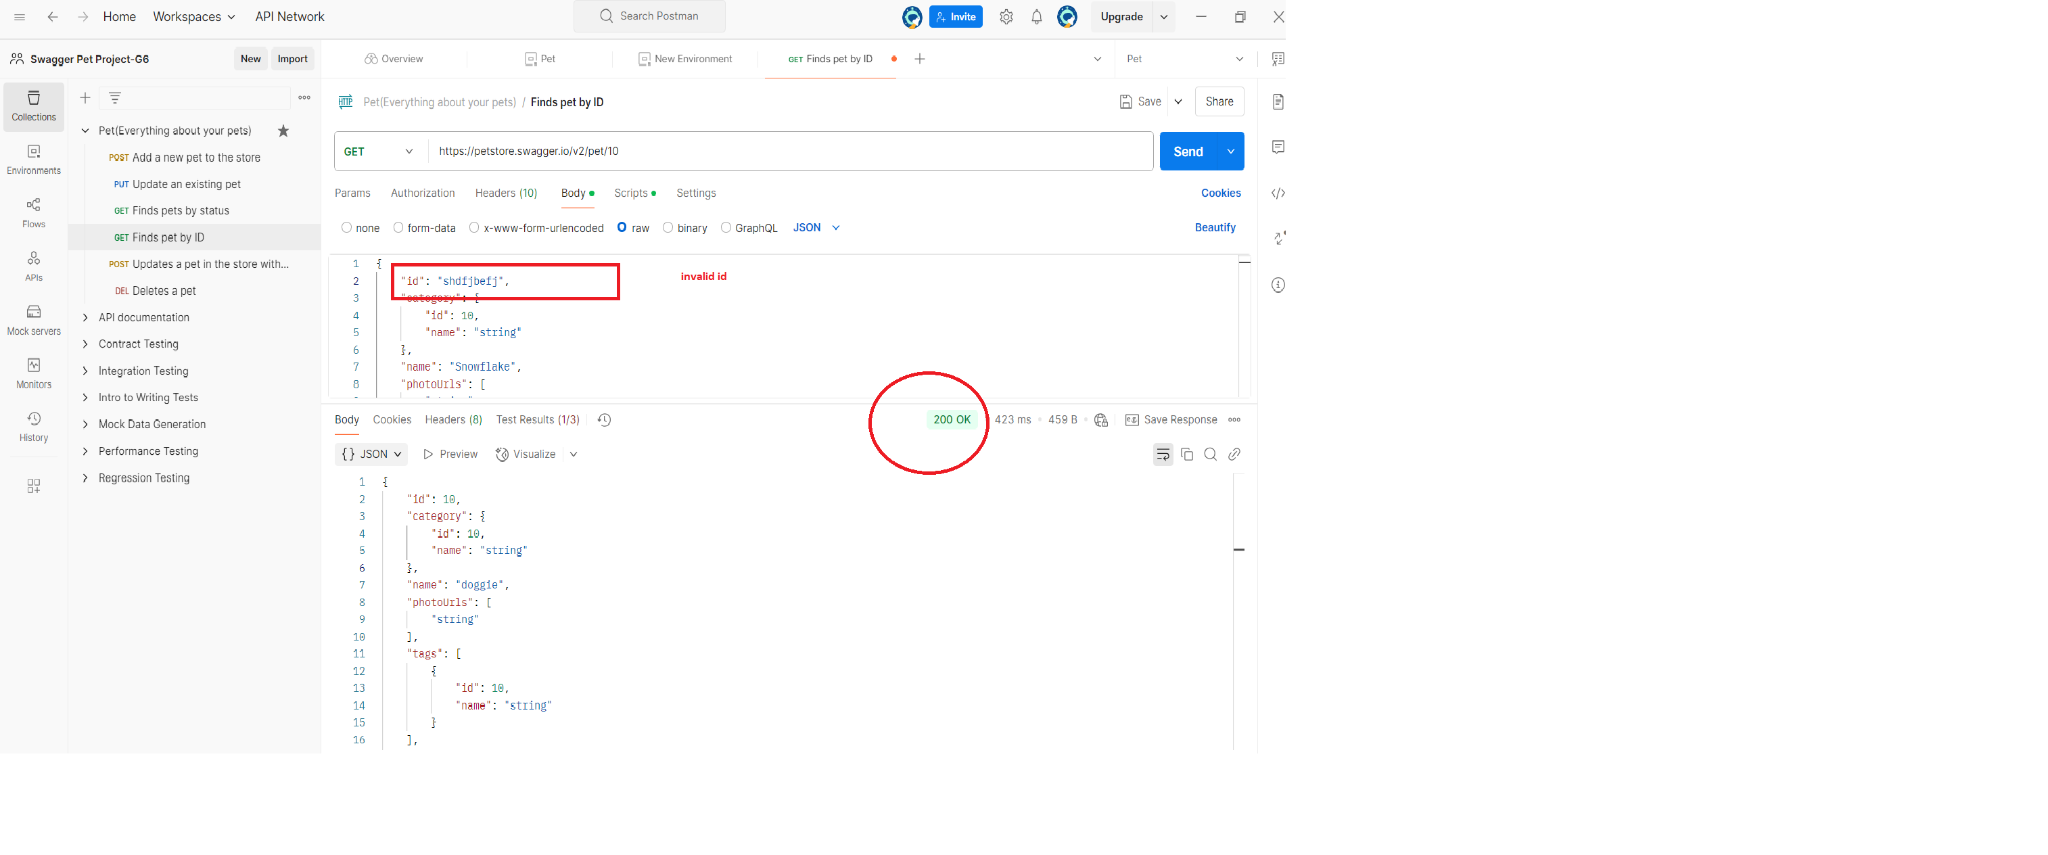 Home Workspaces API Network Search Postman Invite Upgrade
Swagger Pet Project-G6 New Import Overview Pet New Environment GET Finds pet by ID Pet
Collections
Environments
Flows
APIs
Mock servers
Monitors
History
Pet(Everything about your pets)
POST Add a new pet to the store
PUT Update an existing pet
GET Finds pets by status
GET Finds pet by ID
POST Updates a pet in the store with...
DEL Deletes a pet
API documentation
Contract Testing
Integration Testing
Intro to Writing Tests
Mock Data Generation
Performance Testing
Regression Testing
HTTP Pet(Everything about your pets) / Finds pet by ID Save Share
GET https://petstore.swagger.io/v2/pet/10 Send
Params Authorization Headers (10) Body Scripts Settings Cookies
none form-data x-www-form-urlencoded raw binary GraphQL JSON Beautify
1 {
2 "id": "shdfjbefj",
invalid id
3 "category": {
4 "id": 10,
5 "name": "string"
6 },
7 "name": "Snowflake",
8 "photoUrls": [
Body Cookies Headers (8) Test Results (1/3) 200 OK 423 ms 459 B e.g. Save Response
{} JSON Preview Visualize
1 {
2 "id": 10,
3 "category": {
4 "id": 10,
5 "name": "string"
6 },
7 "name": "doggie",
8 "photoUrls": [
9 "string"
10 ],
11 "tags": [
12 {
13 "id": 10,
14 "name": "string"
15 }
16 ],